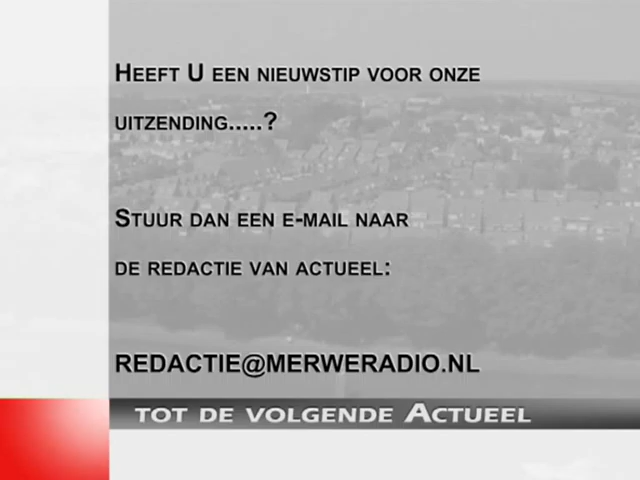 Heeft U een nieuwstip voor onze
uitzending.....?
Stuur dan een e-mail naar
de redactie van actueel:
REDACTIE@MERWERADIO.NL
tot de volgende Actueel